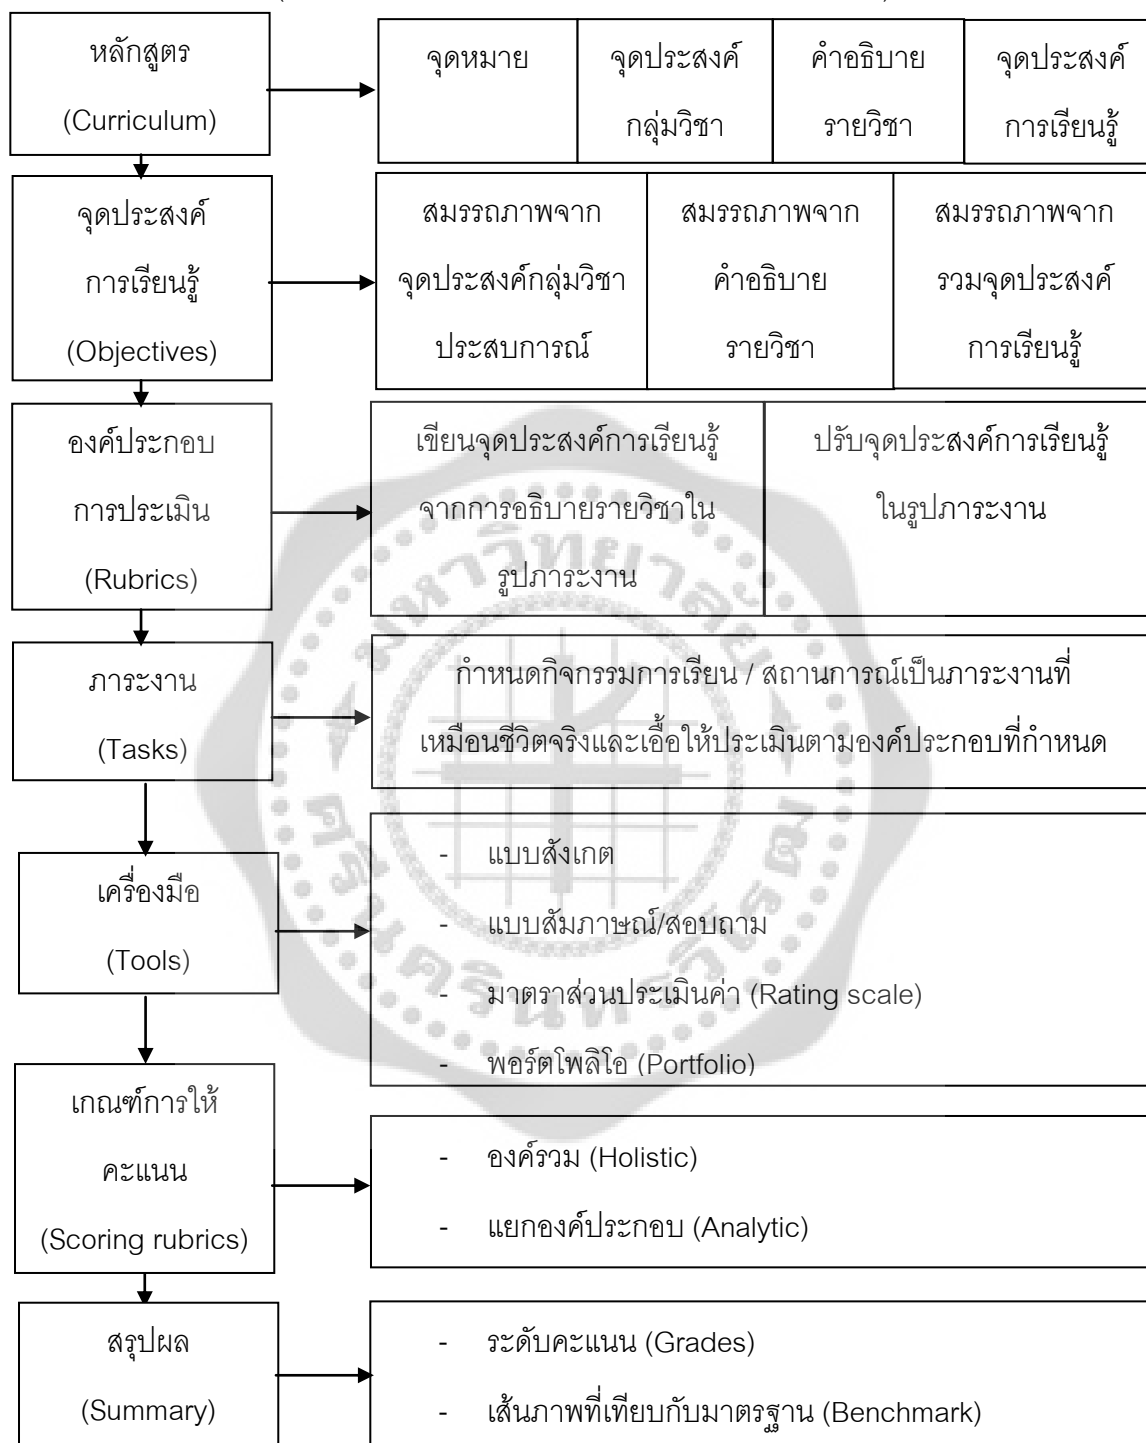 หลักสูตร
(Curriculum)
จุดหมาย
จุดประสงค์
กลุ่มวิชา
คำอธิบาย
รายวิชา
จุดประสงค์
การเรียนรู้
จุดประสงค์
การเรียนรู้
(Objectives)
สมรรถภาพจาก
จุดประสงค์กลุ่มวิชา
ประสบการณ์
สมรรถภาพจาก
คำอธิบาย
รายวิชา
สมรรถภาพจาก
รวมจุดประสงค์
การเรียนรู้
องค์ประกอบ
การประเมิน
(Rubrics)
เขียนจุดประสงค์การเรียนรู้
จากการอธิบายรายวิชาใน
รูปภาระงาน
ปรับจุดประสงค์การเรียนรู้
ในรูปภาระงาน
ภาระงาน
(Tasks)
กำหนดกิจกรรมการเรียน / สถานการณ์เป็นภาระงานที่
เหมือนชีวิตจริงและเอื้อให้ประเมินตามองค์ประกอบที่กำหนด
เครื่องมือ
(Tools)
- แบบสังเกต
- แบบสัมภาษณ์/สอบถาม
- มาตราส่วนประเมินค่า (Rating scale)
- พอร์ตโพลิโอ (Portfolio)
เกณฑ์การให้
คะแนน
(Scoring rubrics)
- องค์รวม (Holistic)
- แยกองค์ประกอบ (Analytic)
สรุปผล
(Summary)
- ระดับคะแนน (Grades)
- เส้นภาพที่เทียบกับมาตรฐาน (Benchmark)
มหาวิทยาลัย
ศรีนครินทรวิโรฒ